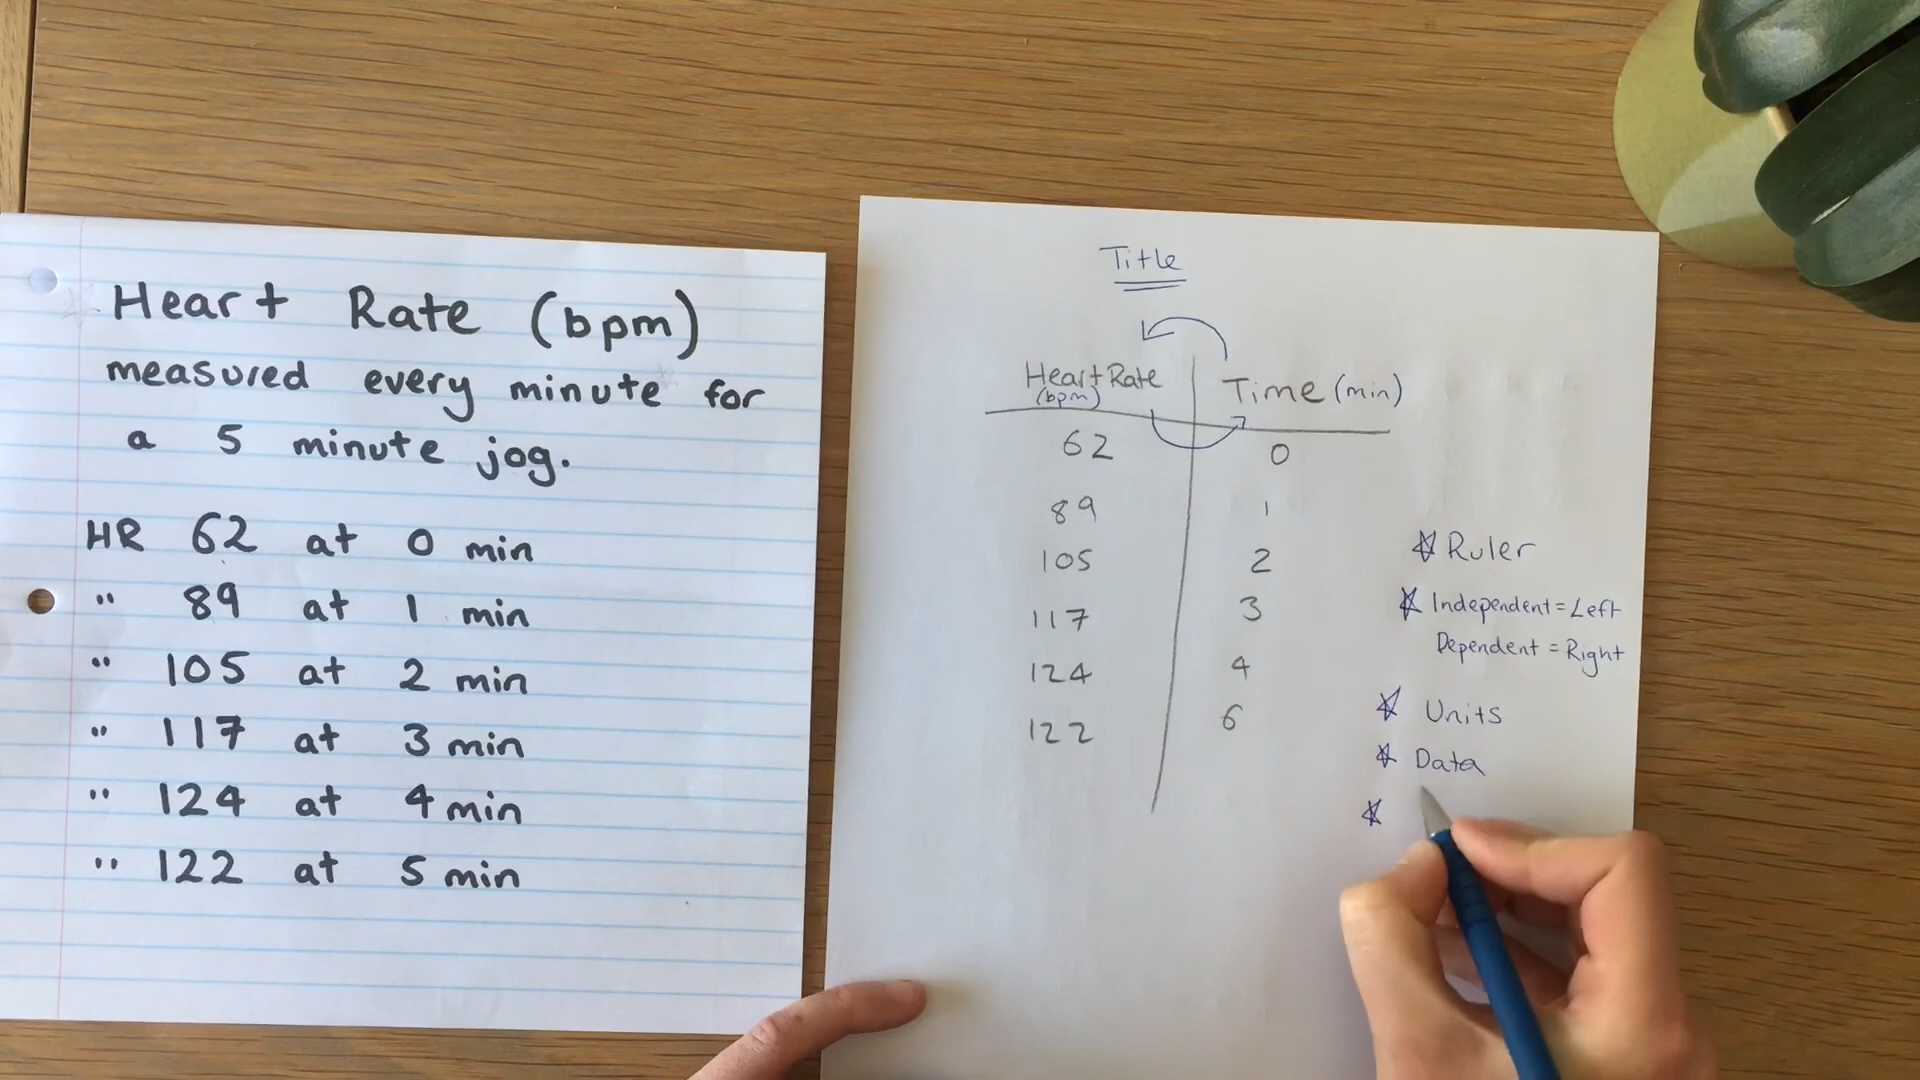 Heart Rate (bpm)
measured every minute for
a 5 minute jog.
HR 62 at 0 min
" 89 at 1 min
" 105 at 2 min
" 117 at 3 min
" 124 at 4 min
" 122 at 5 min
Title
Heart Rate Time (min)
(bpm)
62 0
89 1
105 2
117 3
124 4
122 6
Ruler
Independent = Left
Dependent = Right
Units
Data